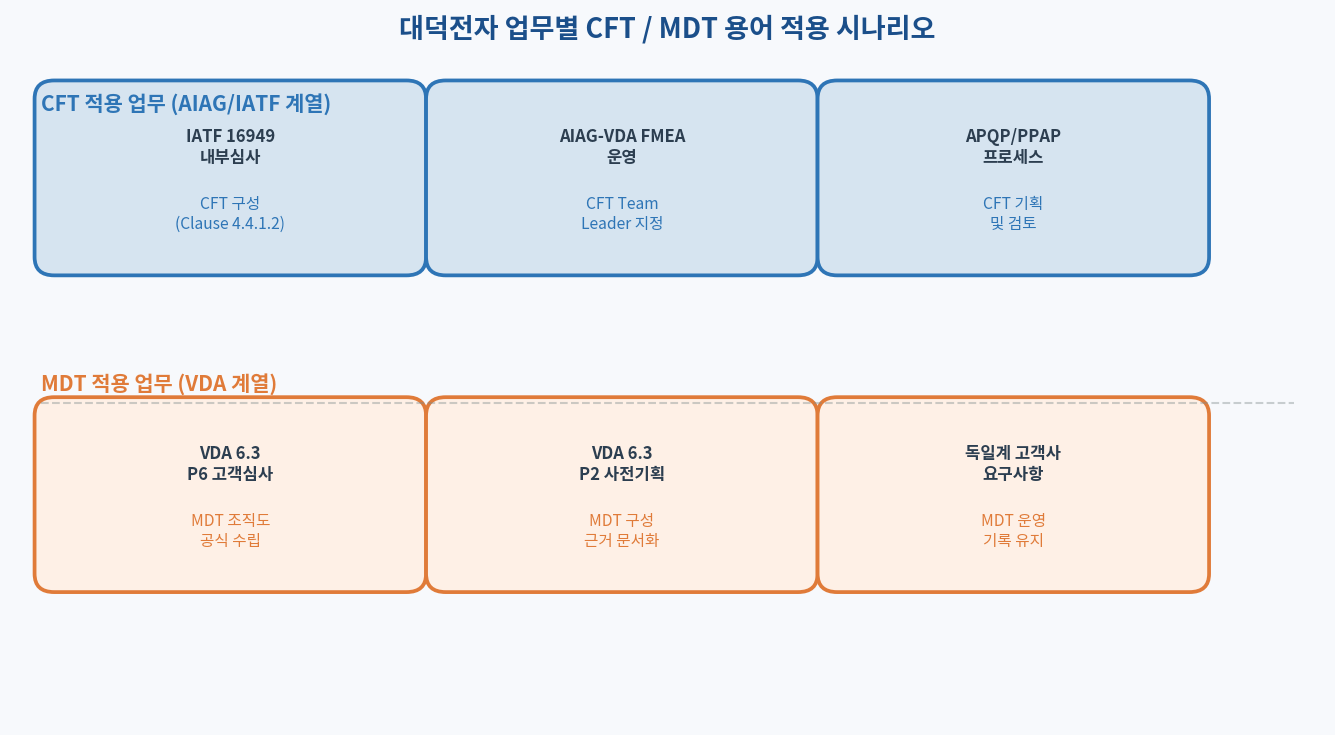 대덕전자 업무별 CFT / MDT 용어 적용 시나리오
CFT 적용 업무 (AIAG/IATF 계열)
IATF 16949
내부심사
CFT 구성
(Clause 4.4.1.2)
AIAG-VDA FMEA
운영
CFT Team
Leader 지정
APQP/PPAP
프로세스
CFT 기획
및 검토
MDT 적용 업무 (VDA 계열)
VDA 6.3
P6 고객심사
MDT 조직도
공식 수립
VDA 6.3
P2 사전기획
MDT 구성
근거 문서화
독일계 고객사
요구사항
MDT 운영
기록 유지